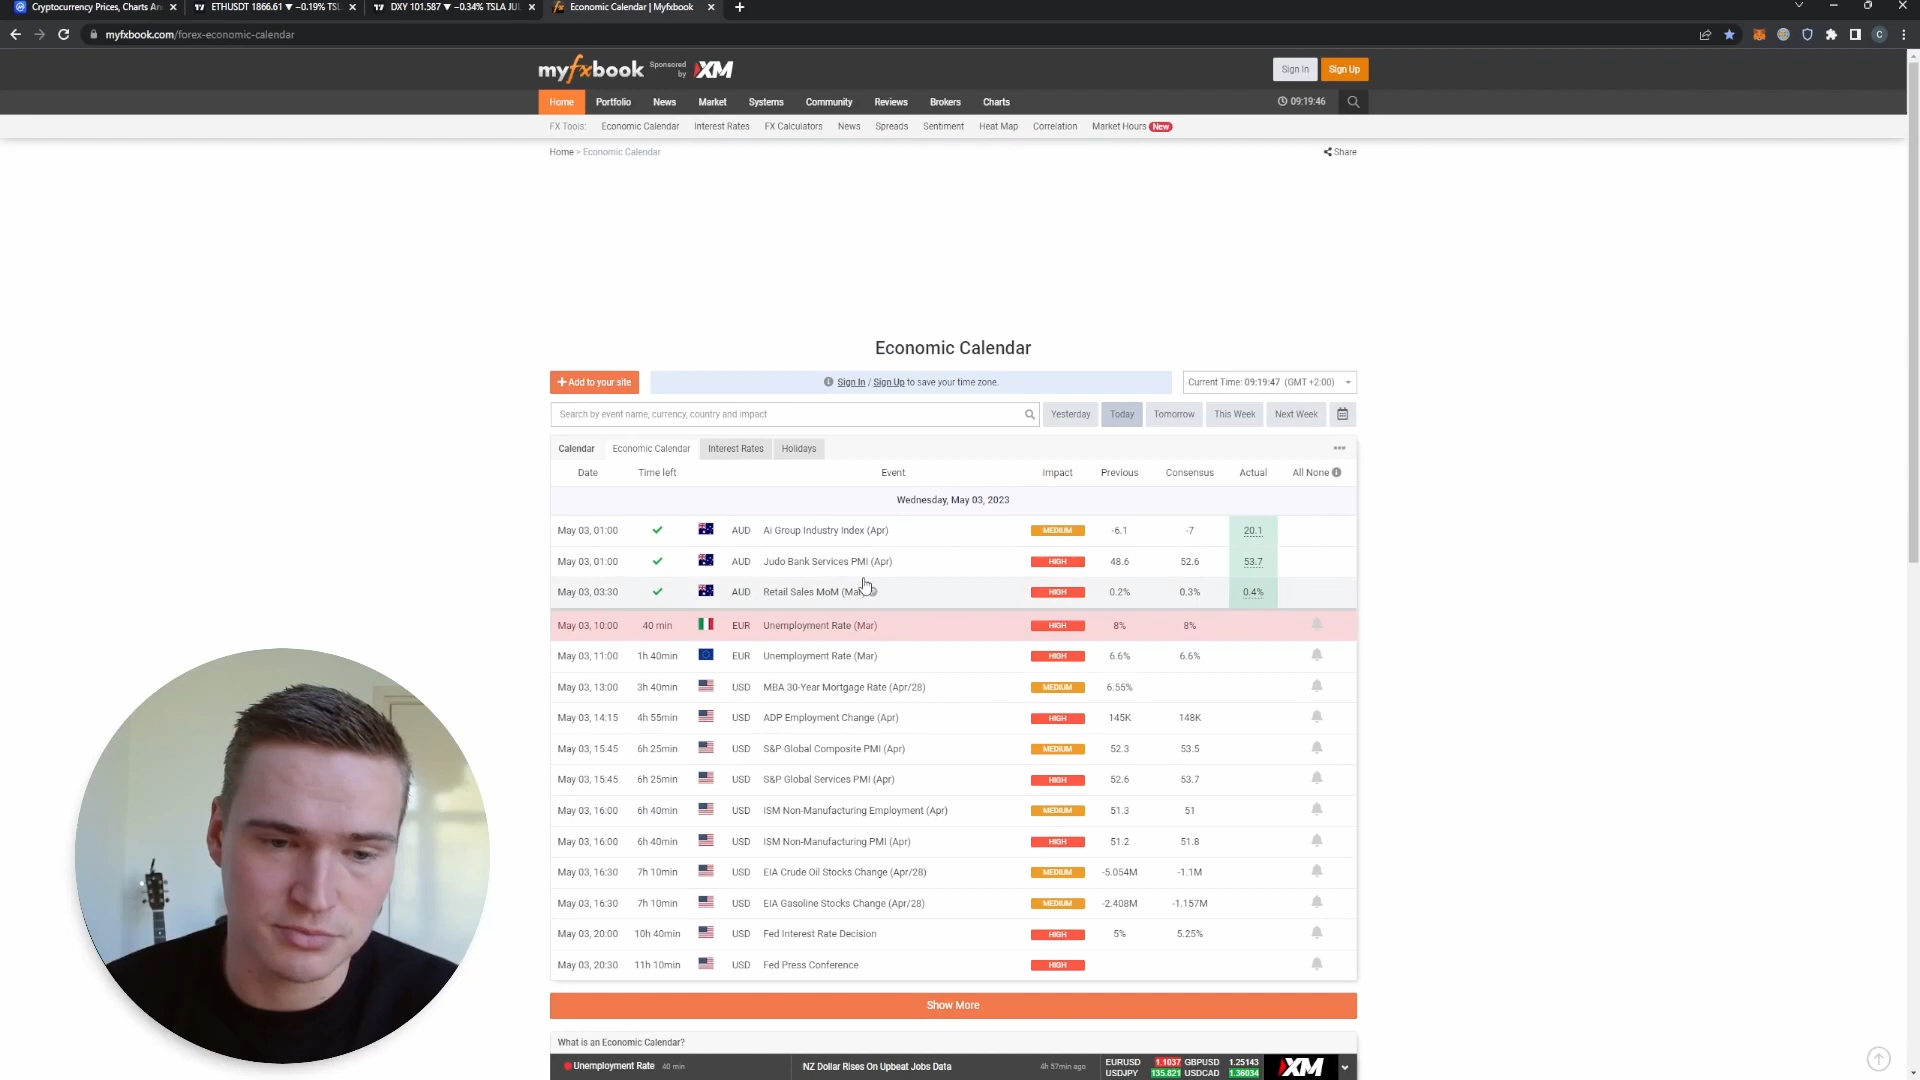 Cryptocurrency Prices, Charts An
ETHUSDT 1866.61 ▼ −0.19% TSL
DXY 101.587 ▼ −0.34% TSLA JUL
Economic Calendar | Myfxbook
myfxbook.com/forex-economic-calendar
C
myfxbook Sponsored by XM
Sign In Sign Up
Home Portfolio News Market Systems Community Reviews Brokers Charts 09:19:46
FX Tools: Economic Calendar Interest Rates FX Calculators News Spreads Sentiment Heat Map Correlation Market Hours New
Home > Economic Calendar Share
Economic Calendar
+ Add to your site Sign In / Sign Up to save your time zone. Current Time: 09:19:47 (GMT +2:00)
Search by event name, currency, country and impact Yesterday Today Tomorrow This Week Next Week
Calendar Economic Calendar Interest Rates Holidays
Date Time left Event Impact Previous Consensus Actual All None
Wednesday, May 03, 2023
May 03, 01:00 AUD Ai Group Industry Index (Apr) MEDIUM -6.1 -7 20.1
May 03, 01:00 AUD Judo Bank Services PMI (Apr) HIGH 48.6 52.6 53.7
May 03, 03:30 AUD Retail Sales MoM (Mar) HIGH 0.2% 0.3% 0.4%
May 03, 10:00 40 min EUR Unemployment Rate (Mar) HIGH 8% 8%
May 03, 11:00 1h 40min EUR Unemployment Rate (Mar) HIGH 6.6% 6.6%
May 03, 13:00 3h 40min USD MBA 30-Year Mortgage Rate (Apr/28) MEDIUM 6.55%
May 03, 14:15 4h 55min USD ADP Employment Change (Apr) HIGH 145K 148K
May 03, 15:45 6h 25min USD S&P Global Composite PMI (Apr) MEDIUM 52.3 53.5
May 03, 15:45 6h 25min USD S&P Global Services PMI (Apr) HIGH 52.6 53.7
May 03, 16:00 6h 40min USD ISM Non-Manufacturing Employment (Apr) MEDIUM 51.3 51
May 03, 16:00 6h 40min USD ISM Non-Manufacturing PMI (Apr) HIGH 51.2 51.8
May 03, 16:30 7h 10min USD EIA Crude Oil Stocks Change (Apr/28) MEDIUM -5.054M -1.1M
May 03, 16:30 7h 10min USD EIA Gasoline Stocks Change (Apr/28) MEDIUM -2.408M -1.157M
May 03, 20:00 10h 40min USD Fed Interest Rate Decision HIGH 5% 5.25%
May 03, 20:30 11h 10min USD Fed Press Conference HIGH
Show More
What is an Economic Calendar?
Unemployment Rate 40 min NZ Dollar Rises On Upbeat Jobs Data 4h 57min ago EURUSD 1.1037 GBPUSD 1.25143 XM
USDJPY 135.821 USDCAD 1.36034